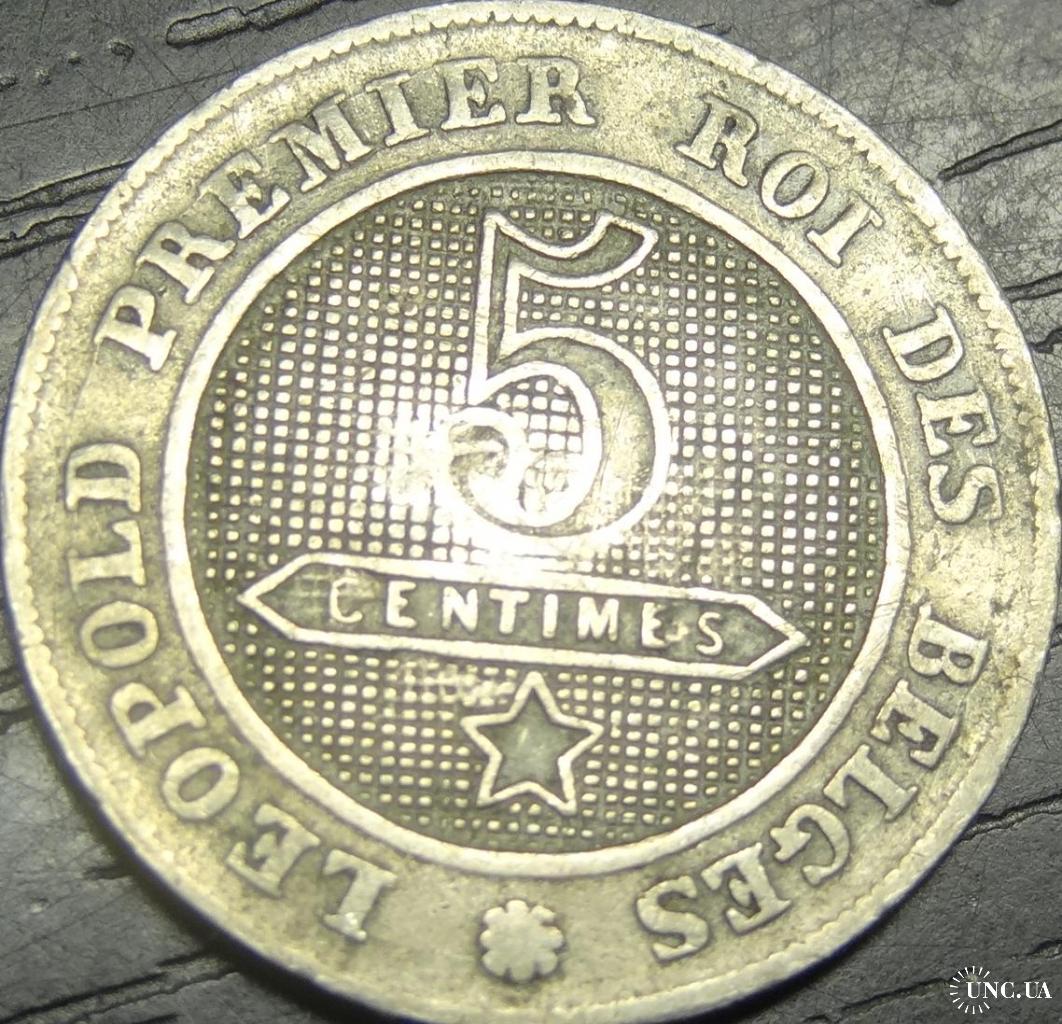 LEOPOLD PREMIER ROI DES BELGES
5
CENTIMES
UNC.UA